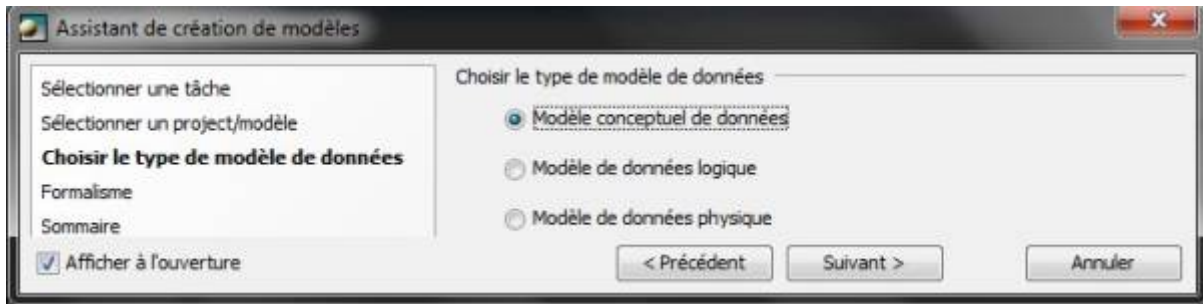 Assistant de création de modèles
Sélectionner une tâche
Sélectionner un project/modèle
Choisir le type de modèle de données
Formalisme
Sommaire
Afficher à l'ouverture
Choisir le type de modèle de données
Modèle conceptuel de données
Modèle de données logique
Modèle de données physique
< Précédent
Suivant >
Annuler